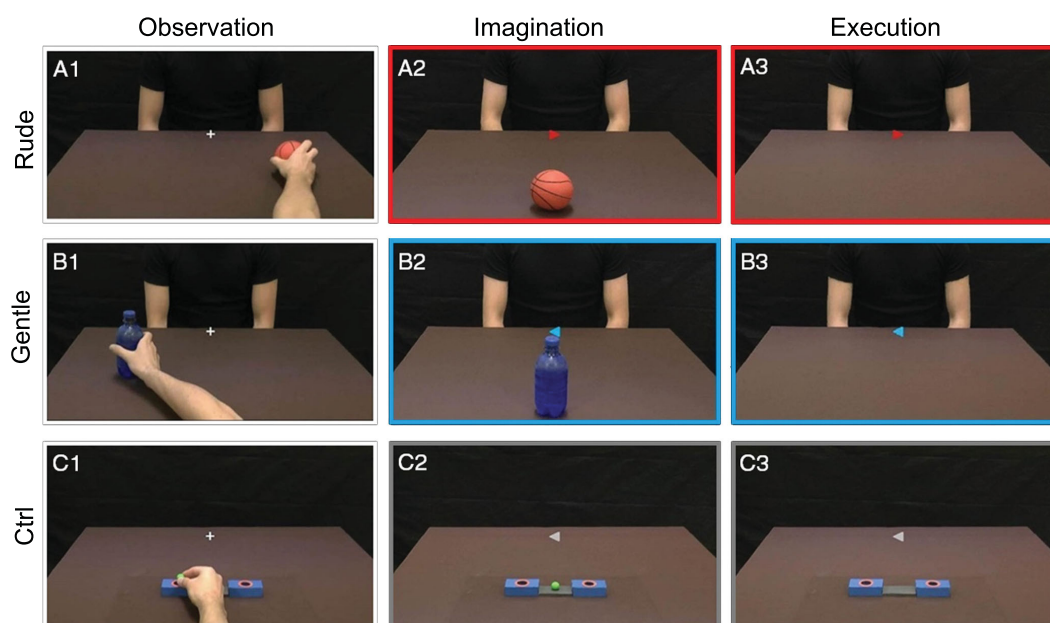 Observation Imagination Execution
Rude
A1 A2 A3
Gentle
B1 B2 B3
Ctrl
C1 C2 C3